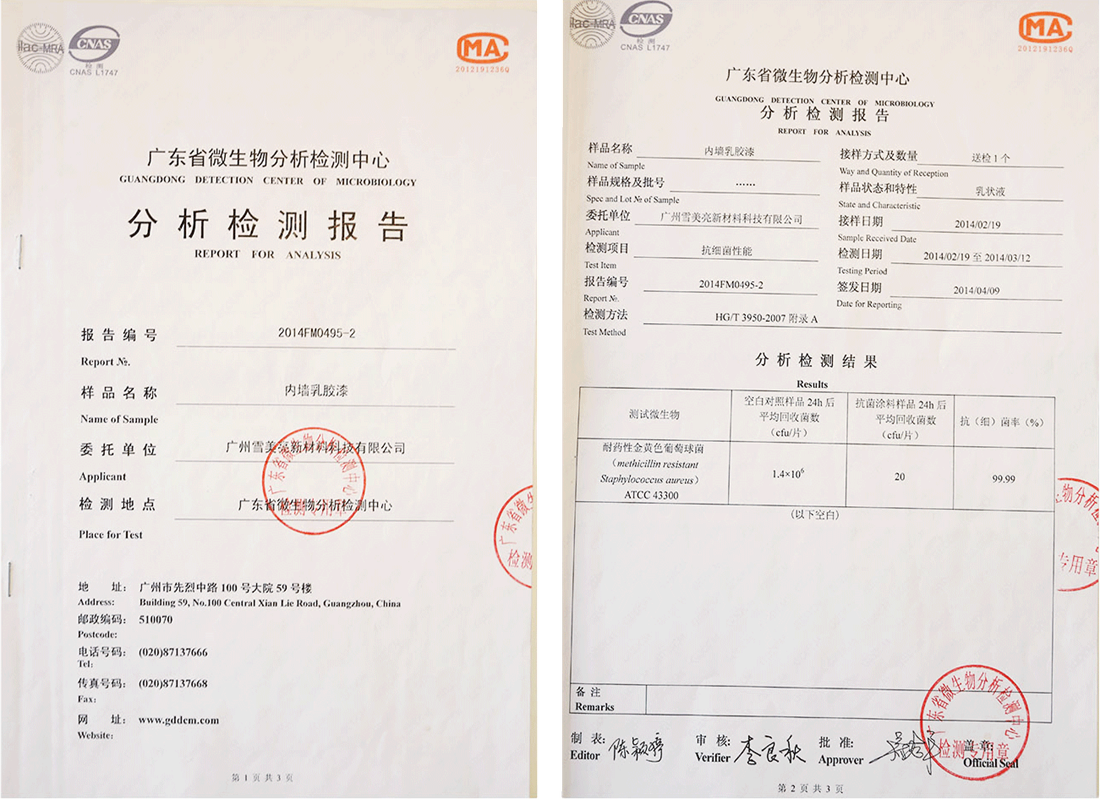 ilac-MRA
CNAS
检 测
CNAS L1747
MA
2012191236Q
广东省微生物分析检测中心
GUANGDONG DETECTION CENTER OF MICROBIOLOGY
分 析 检 测 报 告
REPORT FOR ANALYSIS
报 告 编 号 2014FM0495-2
Report №.
样 品 名 称 内墙乳胶漆
Name of Sample
委 托 单 位 广州雪美亮新材料科技有限公司
Applicant
检 测 地 点 广东省微生物分析检测中心
Place for Test
地 址: 广州市先烈中路 100 号大院 59 号楼
Address: Building 59, No.100 Central Xian Lie Road, Guangzhou, China
邮政编码: 510070
Postcode:
电话号码: (020)87137666
Tel:
传真号码: (020)87137668
Fax:
网 址: www.gddcm.com
Website:
第 1 页 共 3 页
ilac-MRA
CNAS
检 测
CNAS L1747
MA
2012191236Q
广东省微生物分析检测中心
GUANGDONG DETECTION CENTER OF MICROBIOLOGY
分 析 检 测 报 告
REPORT FOR ANALYSIS
样品名称 内墙乳胶漆 接样方式及数量 送检 1 个
Name of Sample Way and Quantity of Reception
样品规格及批号 …… 样品状态和特性 乳状液
Spec and Lot № of Sample State and Characteristic
委托单位 广州雪美亮新材料科技有限公司 接样日期 2014/02/19
Applicant Sample Received Date
检测项目 抗细菌性能 检测日期 2014/02/19 至 2014/03/12
Test Item Testing Period
报告编号 2014FM0495-2 签发日期 2014/04/09
Report №. Date for Reporting
检测方法 HG/T 3950-2007 附录 A
Test Method
分 析 检 测 结 果
Results
测试微生物 空白对照样品 24h 后平均回收菌数（cfu/片） 抗菌涂料样品 24h 后平均回收菌数（cfu/片） 抗（细）菌率（%）
耐药性金黄色葡萄球菌
（methicillin resistant
Staphylococcus aureus）
ATCC 43300 1.4×10⁶ 20 99.99
（以下空白）
备 注
Remarks
制 表: 陈颖婷 审 核: 李良秋 批 准: 盖 章:
Editor Verifier Approver Official Seal
广东省微生物分析检测中心
检测专用章
第 2 页 共 3 页